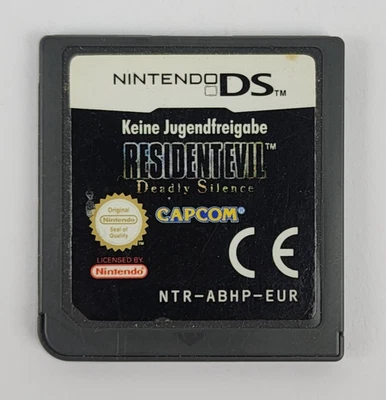 NINTENDO DS™
Keine Jugendfreigabe
RESIDENT EVIL™
Deadly Silence
CAPCOM®
Original
Nintendo
Seal of
Quality
LICENSED BY
Nintendo
CE
NTR-ABHP-EUR